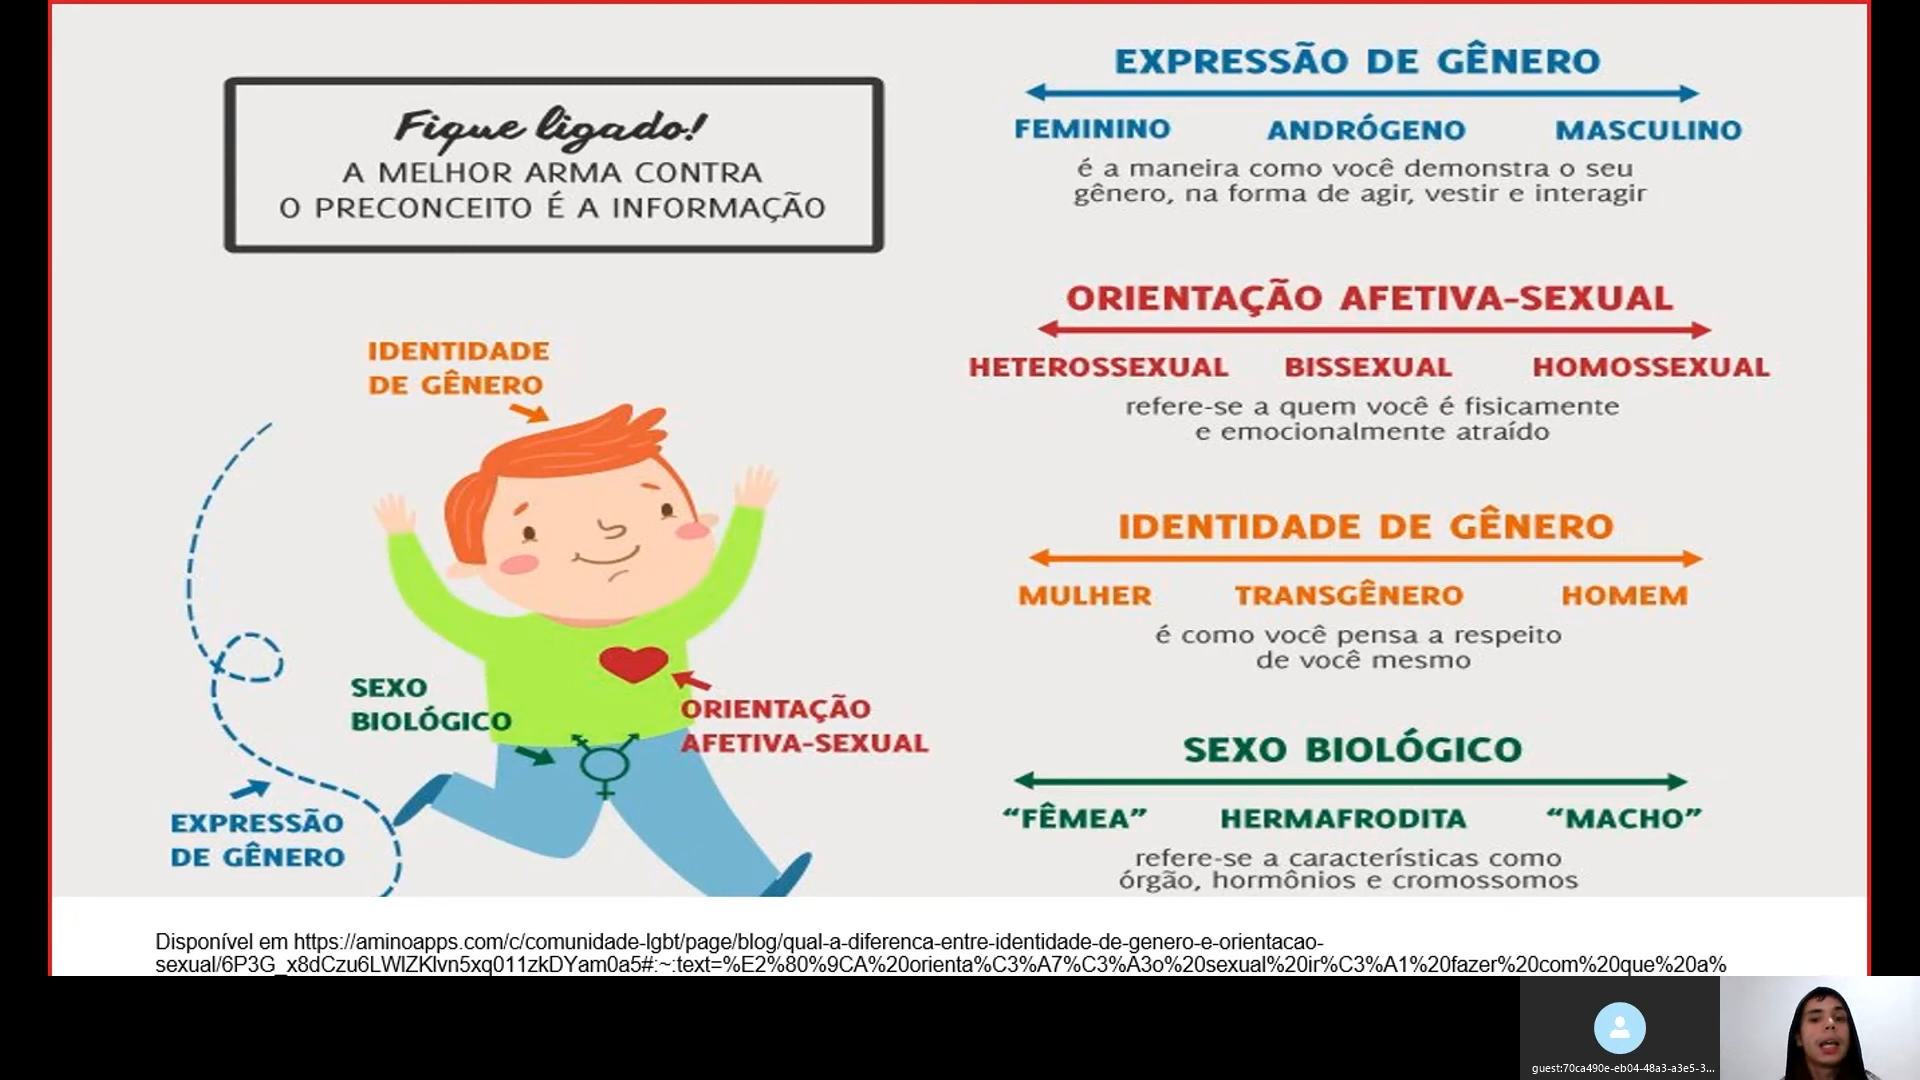 Fique ligado!
A MELHOR ARMA CONTRA
O PRECONCEITO É A INFORMAÇÃO
IDENTIDADE
DE GÊNERO
SEXO
BIOLÓGICO
ORIENTAÇÃO
AFETIVA-SEXUAL
EXPRESSÃO
DE GÊNERO
EXPRESSÃO DE GÊNERO
FEMININO ANDRÓGENO MASCULINO
é a maneira como você demonstra o seu
gênero, na forma de agir, vestir e interagir
ORIENTAÇÃO AFETIVA-SEXUAL
HETEROSSEXUAL BISSEXUAL HOMOSSEXUAL
refere-se a quem você é fisicamente
e emocionalmente atraído
IDENTIDADE DE GÊNERO
MULHER TRANSGÊNERO HOMEM
é como você pensa a respeito
de você mesmo
SEXO BIOLÓGICO
“FÊMEA” HERMAFRODITA “MACHO”
refere-se a características como
órgão, hormônios e cromossomos
Disponível em https://aminoapps.com/c/comunidade-lgbt/page/blog/qual-a-diferenca-entre-identidade-de-genero-e-orientacao-
sexual/6P3G_x8dCzu6LWlZKlvn5xq011zkDYam0a5#:~:text=%E2%80%9CA%20orienta%C3%A7%C3%A3o%20sexual%20ir%C3%A1%20fazer%20com%20que%20a%
guest:70ca490e-eb04-48a3-a3e5-3...